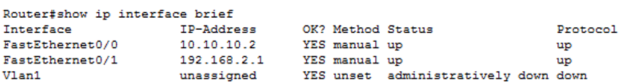 Router#show ip interface brief
Interface IP-Address OK? Method Status Protocol
FastEthernet0/0 10.10.10.2 YES manual up up
FastEthernet0/1 192.168.2.1 YES manual up up
Vlan1 unassigned YES unset administratively down down